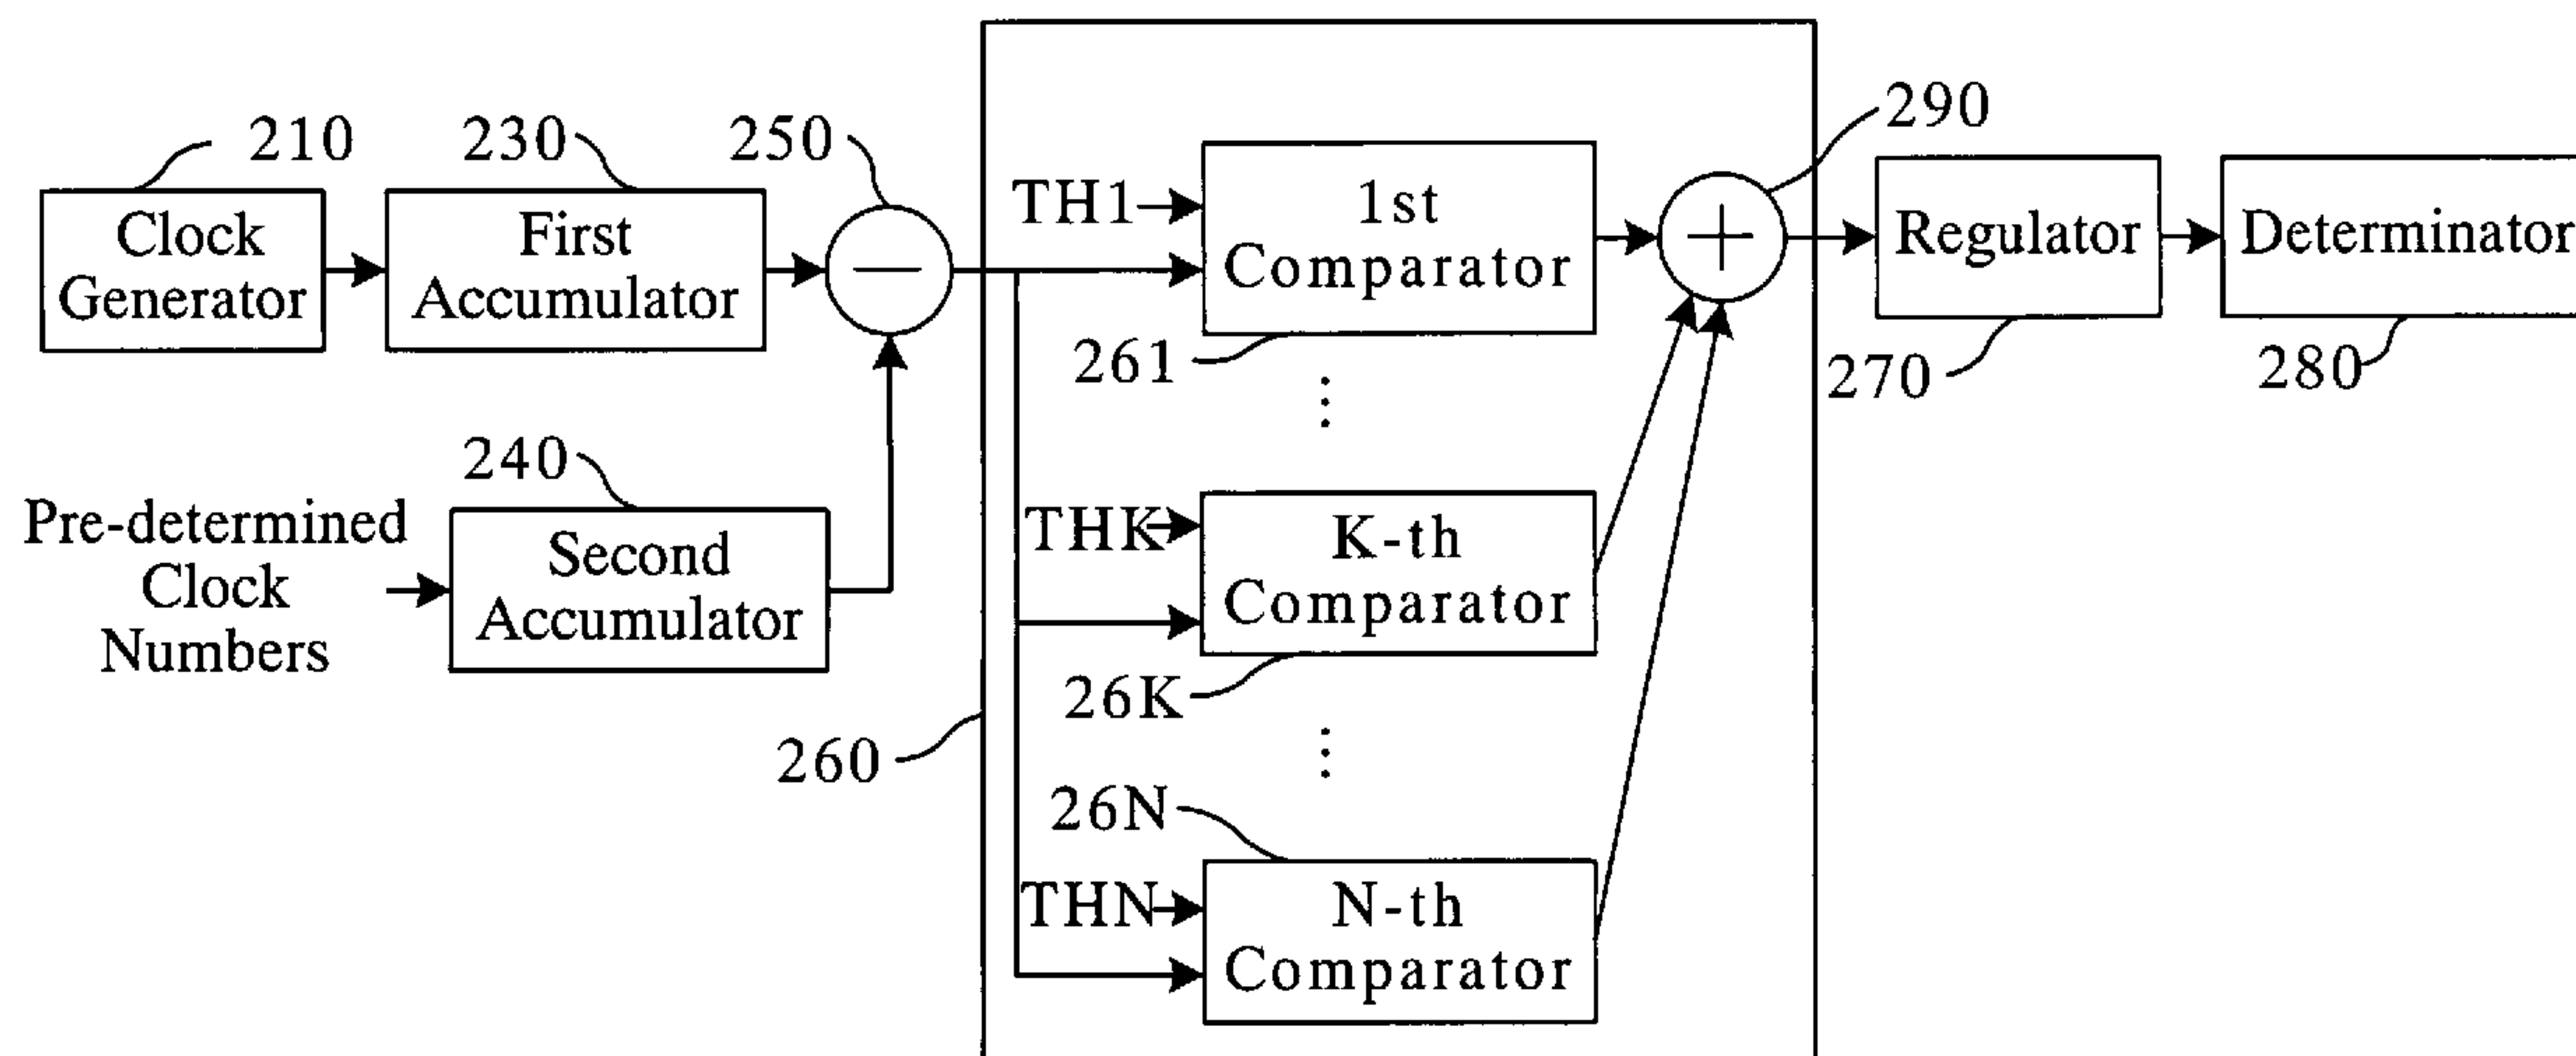 210
230
250
290
Clock
Generator
First
Accumulator
—
TH1
1st
Comparator
+
Regulator
Determinator
261
270
280
240
Pre-determined
Clock
Numbers
Second
Accumulator
THK
K-th
Comparator
26K
260
26N
THN
N-th
Comparator